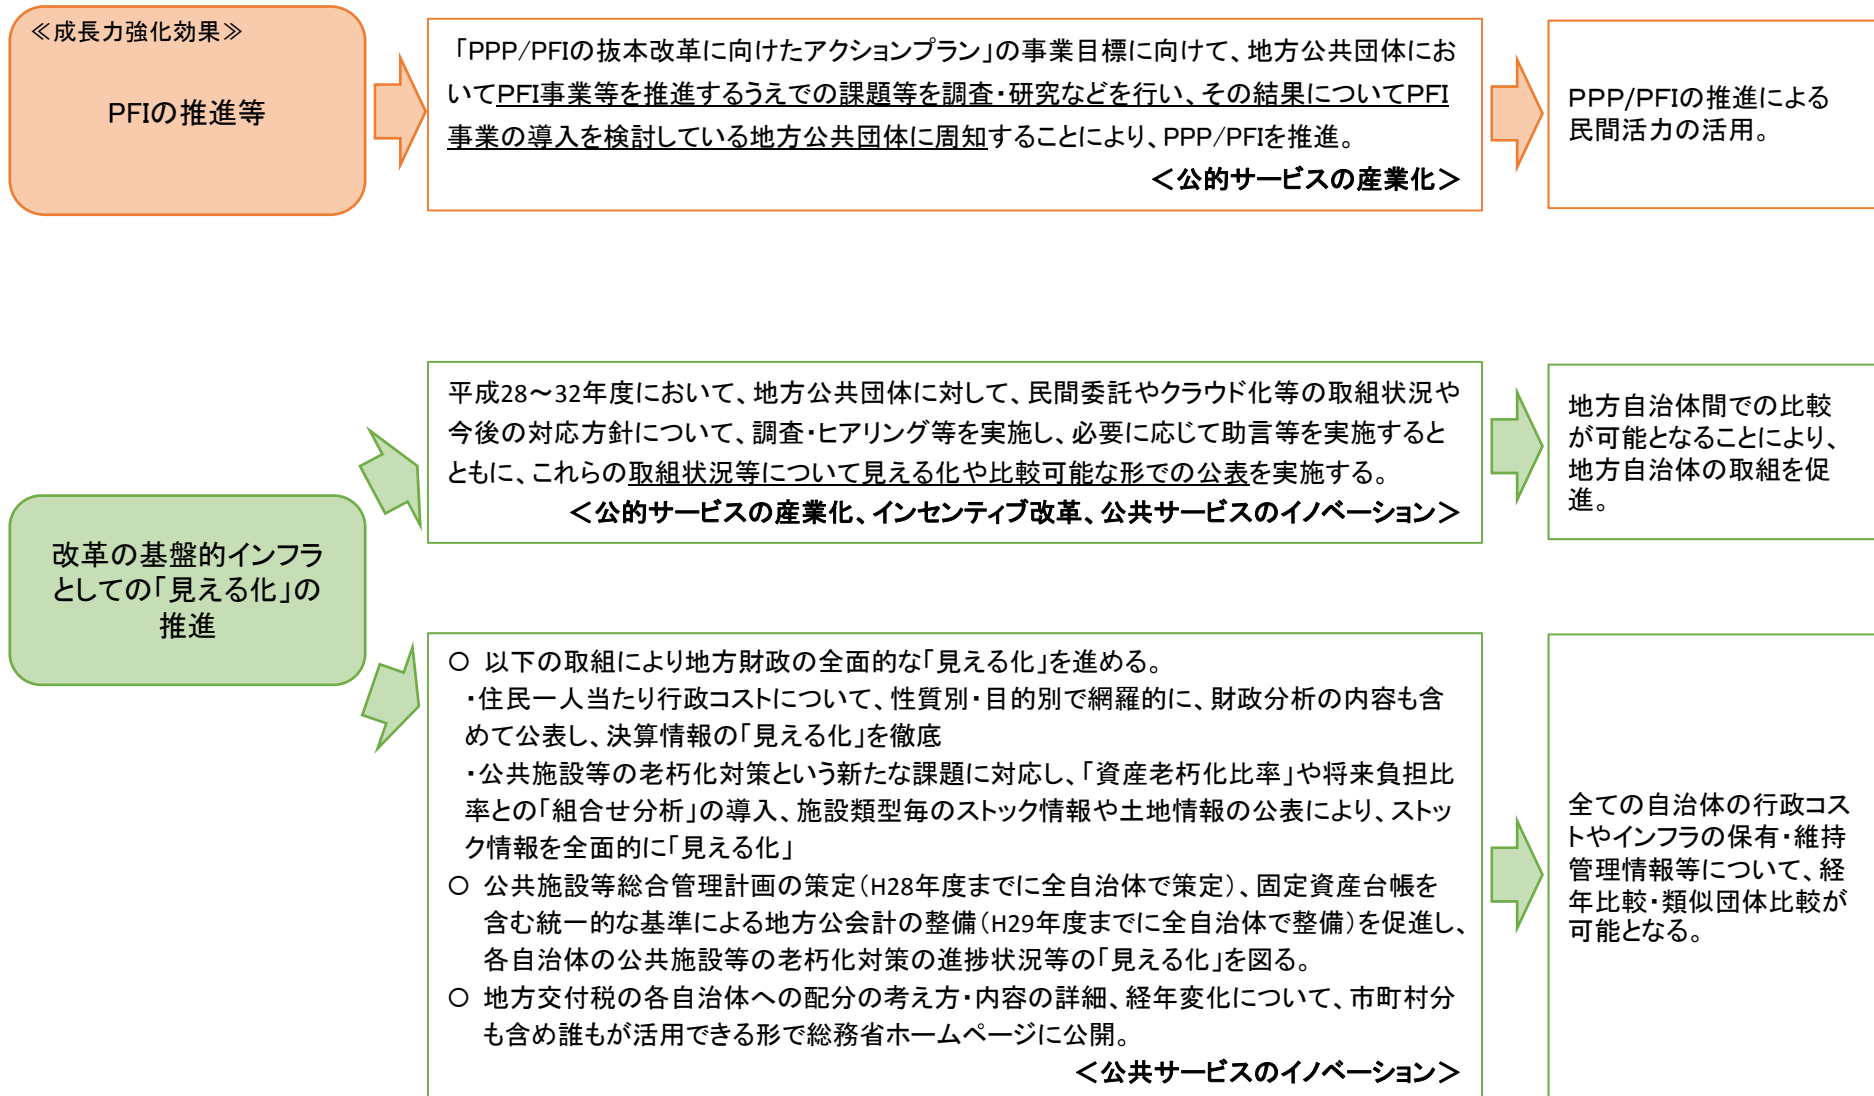 ≪成長力強化効果≫
PFIの推進等
「PPP/PFIの抜本改革に向けたアクションプラン」の事業目標に向けて、地方公共団体にお
いてPFI事業等を推進するうえでの課題等を調査・研究などを行い、その結果についてPFI
事業の導入を検討している地方公共団体に周知することにより、PPP/PFIを推進。
＜公的サービスの産業化＞
PPP/PFIの推進による
民間活力の活用。
改革の基盤的インフラ
としての「見える化」の
推進
平成28～32年度において、地方公共団体に対して、民間委託やクラウド化等の取組状況や
今後の対応方針について、調査・ヒアリング等を実施し、必要に応じて助言等を実施すると
ともに、これらの取組状況等について見える化や比較可能な形での公表を実施する。
＜公的サービスの産業化、インセンティブ改革、公共サービスのイノベーション＞
地方自治体間での比較
が可能となることにより、
地方自治体の取組を促
進。
○ 以下の取組により地方財政の全面的な「見える化」を進める。
・住民一人当たり行政コストについて、性質別・目的別で網羅的に、財政分析の内容も含
めて公表し、決算情報の「見える化」を徹底
・公共施設等の老朽化対策という新たな課題に対応し、「資産老朽化比率」や将来負担比
率との「組合せ分析」の導入、施設類型毎のストック情報や土地情報の公表により、ストッ
ク情報を全面的に「見える化」
○ 公共施設等総合管理計画の策定（H28年度までに全自治体で策定）、固定資産台帳を
含む統一的な基準による地方公会計の整備（H29年度までに全自治体で整備）を促進し、
各自治体の公共施設等の老朽化対策の進捗状況等の「見える化」を図る。
○ 地方交付税の各自治体への配分の考え方・内容の詳細、経年変化について、市町村分
も含め誰もが活用できる形で総務省ホームページに公開。
＜公共サービスのイノベーション＞
全ての自治体の行政コス
トやインフラの保有・維持
管理情報等について、経
年比較・類似団体比較が
可能となる。